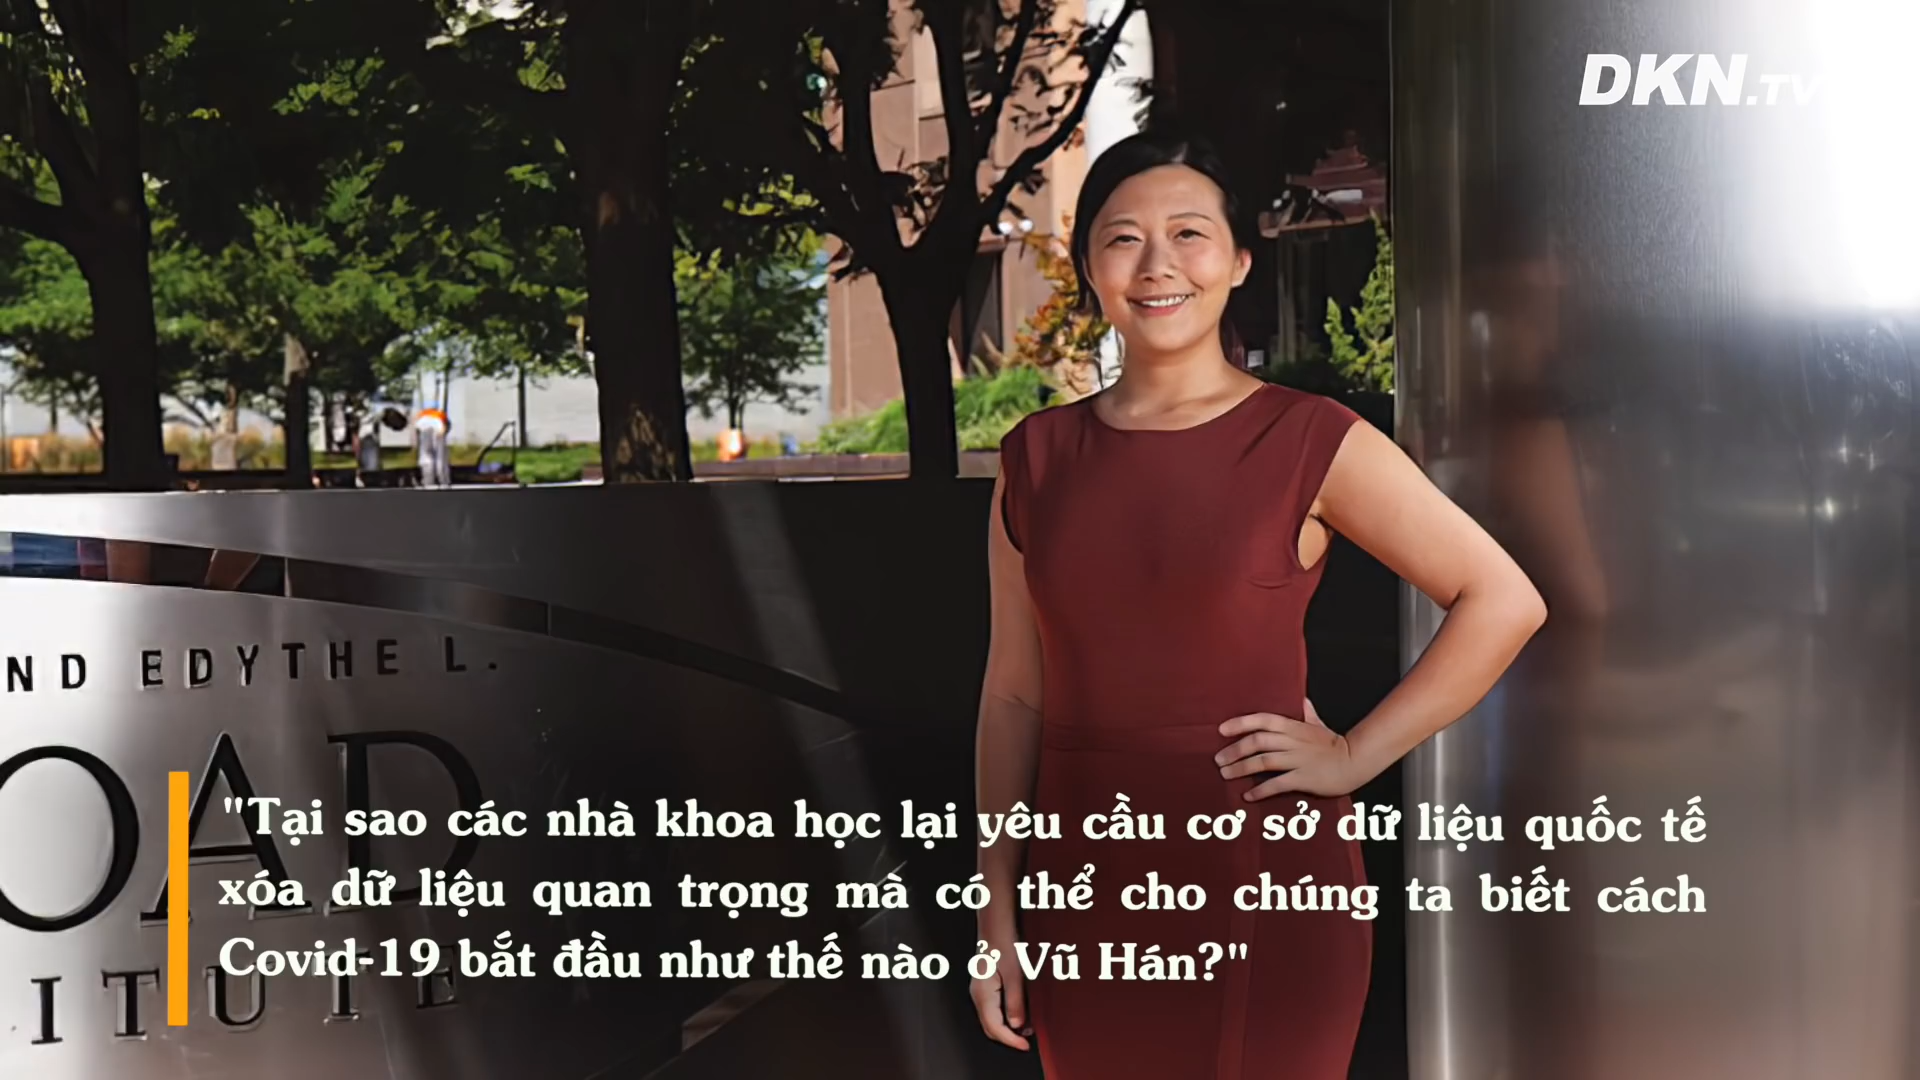 DKN.TV
ND EDYTHE L.
OAD
ITUTE
"Tại sao các nhà khoa học lại yêu cầu cơ sở dữ liệu quốc tế
xóa dữ liệu quan trọng mà có thể cho chúng ta biết cách
Covid-19 bắt đầu như thế nào ở Vũ Hán?"